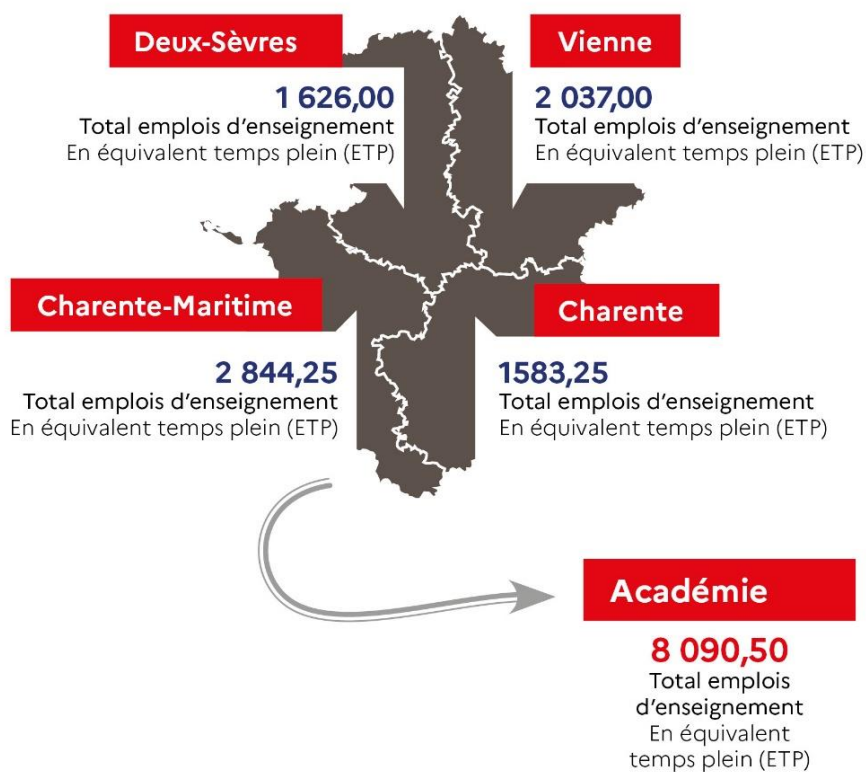 Deux-Sèvres
1 626,00
Total emplois d'enseignement
En équivalent temps plein (ETP)
Vienne
2 037,00
Total emplois d'enseignement
En équivalent temps plein (ETP)
Charente-Maritime
2 844,25
Total emplois d'enseignement
En équivalent temps plein (ETP)
Charente
1583,25
Total emplois d'enseignement
En équivalent temps plein (ETP)
Académie
8 090,50
Total emplois
d'enseignement
En équivalent
temps plein (ETP)